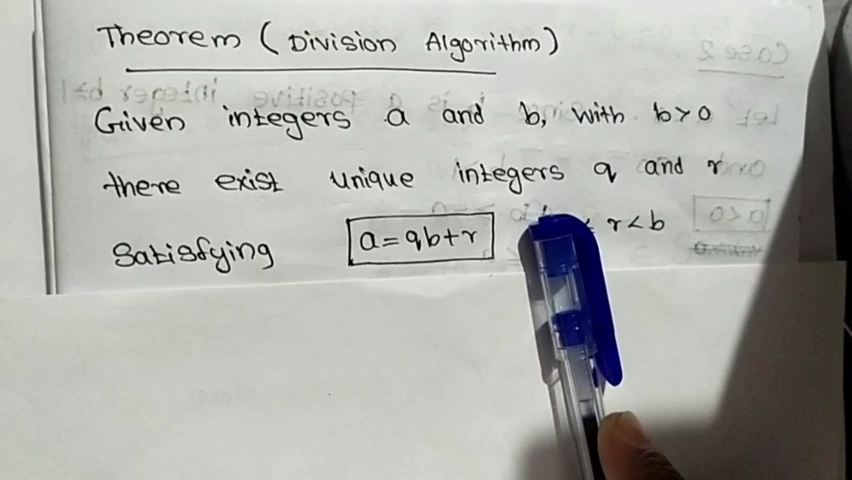 Theorem (Division Algorithm)
Given integers a and b, with b>0
there exist unique integers q and r
Satisfying a=qb+r r<b